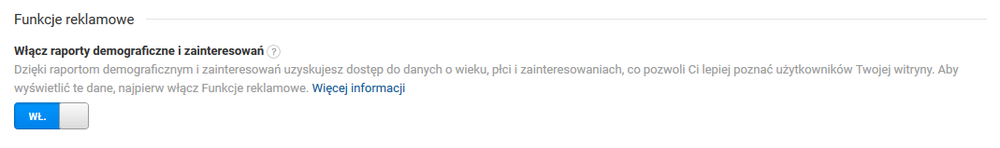 Funkcje reklamowe
Włącz raporty demograficzne i zainteresowań ?
Dzięki raportom demograficznym i zainteresowań uzyskujesz dostęp do danych o wieku, płci i zainteresowaniach, co pozwoli Ci lepiej poznać użytkowników Twojej witryny. Aby
wyświetlić te dane, najpierw włącz Funkcje reklamowe. Więcej informacji
WŁ.